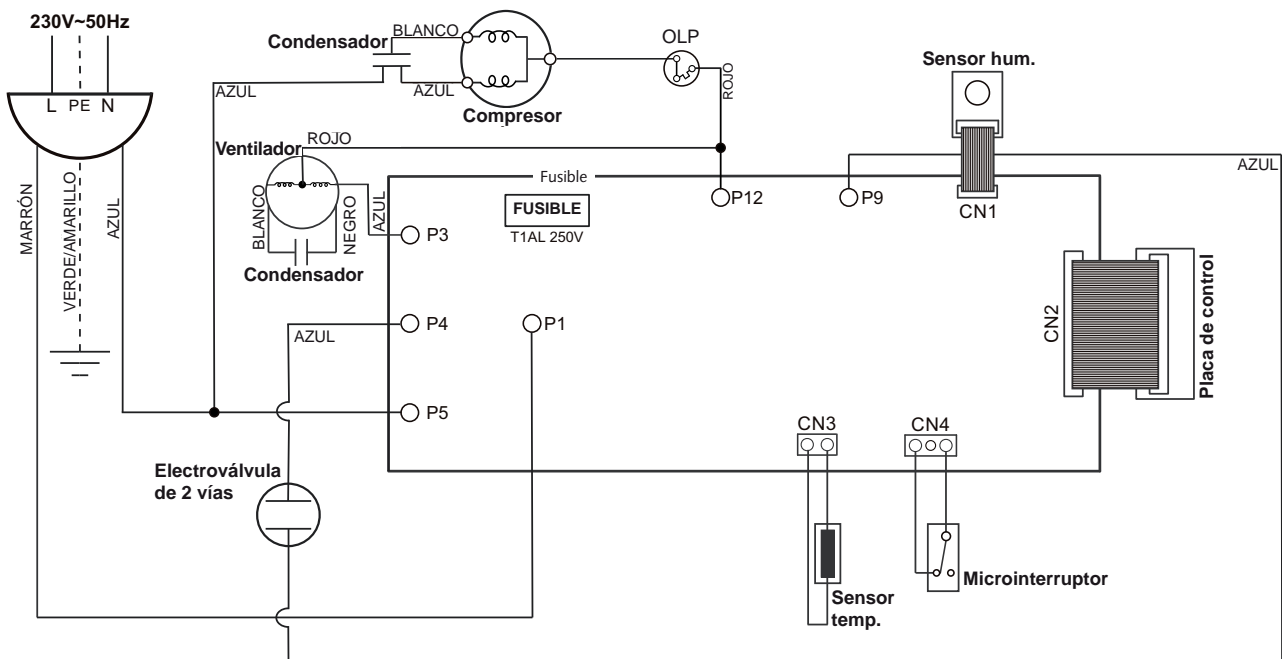 230V~50Hz
L PE N
MARRÓN
VERDE/AMARILLO
AZUL
Condensador
BLANCO
AZUL
AZUL
Compresor
OLP
ROJO
Sensor hum.
CN1
AZUL
Ventilador
ROJO
BLANCO
NEGRO
AZUL
Condensador
Fusible
FUSIBLE
T1AL 250V
P12
P9
P3
P4
AZUL
P1
P5
CN2
Placa de control
CN3
CN4
Electroválvula
de 2 vías
Sensor
temp.
Microinterruptor